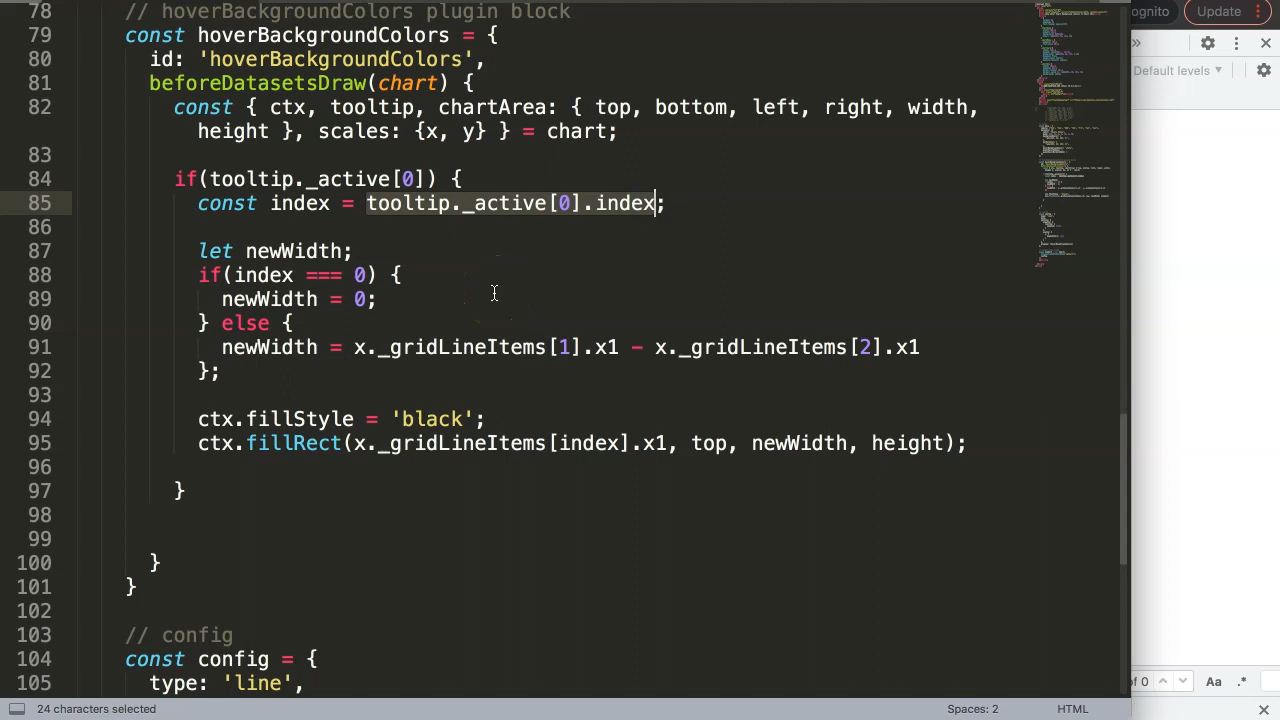 78 // hoverBackgroundColors plugin block
79 const hoverBackgroundColors = {
80 id: 'hoverBackgroundColors',
81 beforeDatasetsDraw(chart) {
82 const { ctx, tooltip, chartArea: { top, bottom, left, right, width,
height }, scales: {x, y} } = chart;
83
84 if(tooltip._active[0]) {
85 const index = tooltip._active[0].index;
86
87 let newWidth;
88 if(index === 0) {
89 newWidth = 0;
90 } else {
91 newWidth = x._gridLineItems[1].x1 - x._gridLineItems[2].x1
92 };
93
94 ctx.fillStyle = 'black';
95 ctx.fillRect(x._gridLineItems[index].x1, top, newWidth, height);
96
97 }
98
99
100 }
101 }
102
103 // config
104 const config = {
105 type: 'line',
24 characters selected
Spaces: 2
HTML
ognito
Update
»
Default levels
of 0
Aa
.*